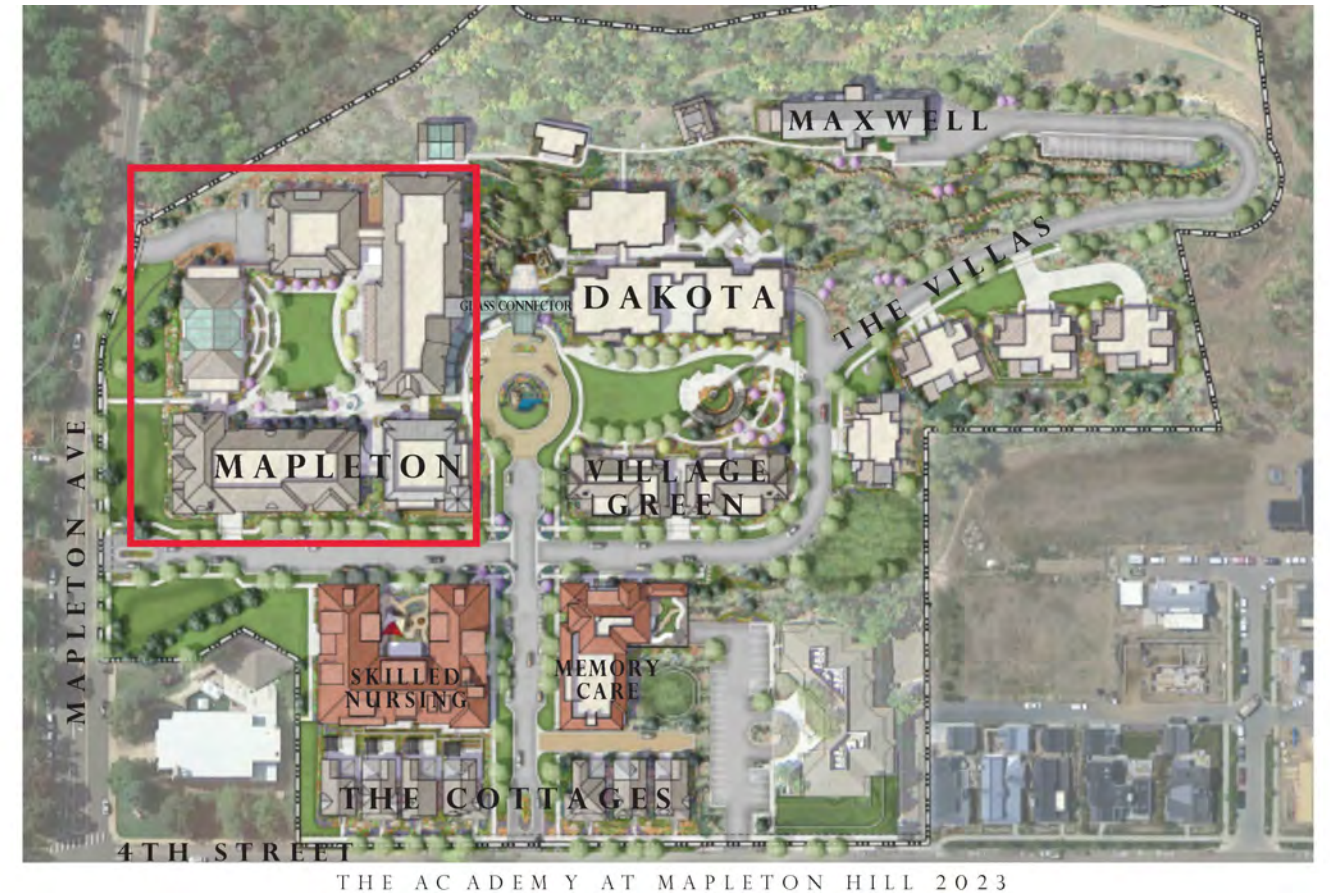 MAXWELL
THE VILLAS
GLASS CONNECTOR
DAKOTA
MAPLETON AVE
MAPLETON
VILLAGE
GREEN
SKILLED
NURSING
MEMORY
CARE
THE COTTAGES
4TH STREET
THE ACADEMY AT MAPLETON HILL 2023